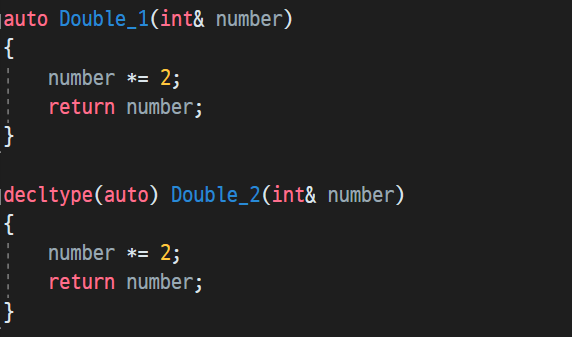 auto Double_1(int& number)
{
number *= 2;
return number;
}
decltype(auto) Double_2(int& number)
{
number *= 2;
return number;
}